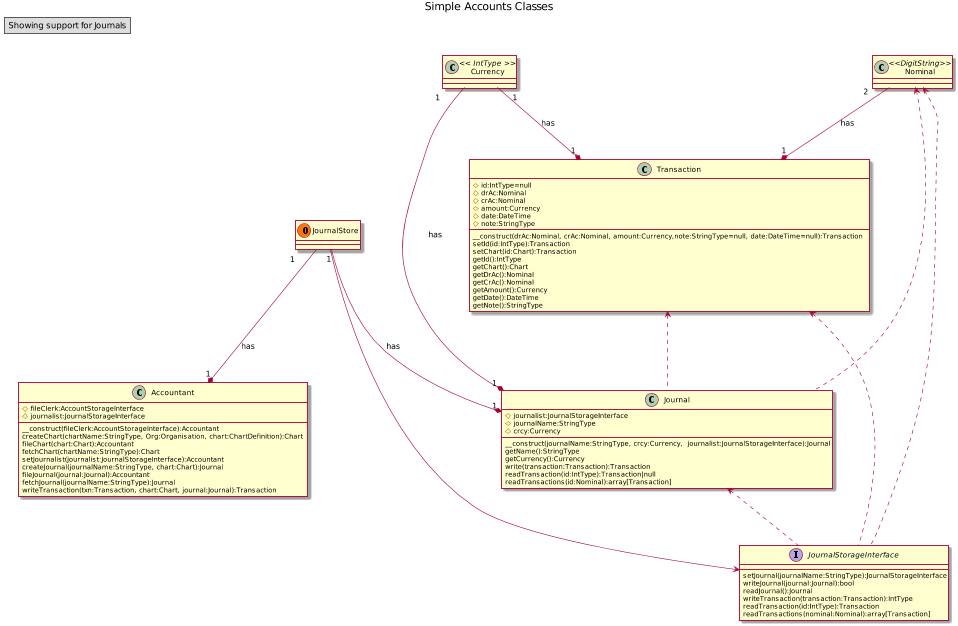 Simple Accounts Classes
Showing support for Journals
C
<< IntType >>
Currency
C
<<DigitString>>
Nominal
1
1
2
has
has
1
1
C
Transaction
id:IntType=null
drAc:Nominal
crAc:Nominal
amount:Currency
date:DateTime
note:StringType
__construct(drAc:Nominal, crAc:Nominal, amount:Currency,note:StringType=null, date:DateTime=null):Transaction
setId(id:IntType):Transaction
setChart(id:Chart):Transaction
getId():IntType
getChart():Chart
getDrAc():Nominal
getCrAc():Nominal
getAmount():Currency
getDate():DateTime
getNote():StringType
0
JournalStore
has
1
1
has
has
1
1
1
C
Accountant
fileClerk:AccountStorageInterface
journalist:JournalStorageInterface
__construct(fileClerk:AccountStorageInterface):Accountant
createChart(chartName:StringType, Org:Organisation, chart:ChartDefinition):Chart
fileChart(chart:Chart):Accountant
fetchChart(chartName:StringType):Chart
setJournalist(journalist:JournalStorageInterface):Accountant
createJournal(journalName:StringType, chart:Chart):Journal
fileJournal(journal:Journal):Accountant
fetchJournal(journalName:StringType):Journal
writeTransaction(txn:Transaction, chart:Chart, journal:Journal):Transaction
C
Journal
journalist:JournalStorageInterface
journalName:StringType
crcy:Currency
__construct(journalName:StringType, crcy:Currency, journalist:JournalStorageInterface):Journal
getName():StringType
getCurrency():Currency
write(transaction:Transaction):Transaction
readTransaction(id:IntType):Transaction|null
readTransactions(id:Nominal):array[Transaction]
I
JournalStorageInterface
setJournal(journalName:StringType):JournalStorageInterface
writeJournal(journal:Journal):bool
readJournal():Journal
writeTransaction(transaction:Transaction):IntType
readTransaction(id:IntType):Transaction
readTransactions(nominal:Nominal):array[Transaction]